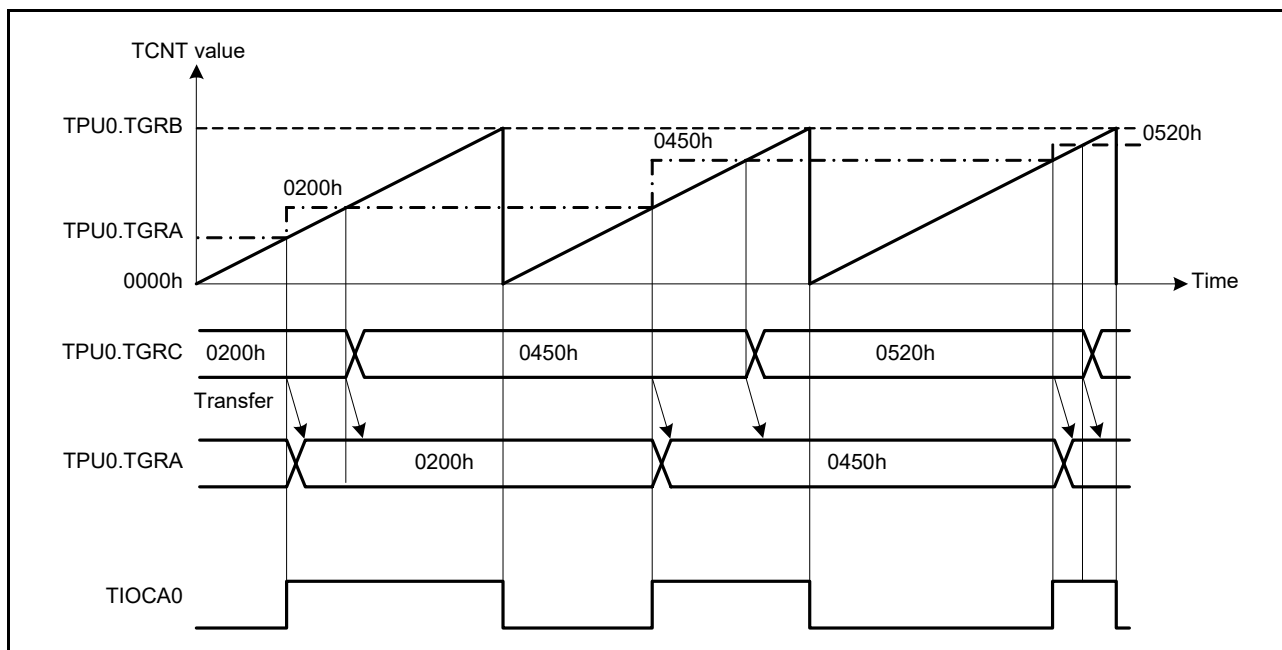 TCNT value
TPU0.TGRB
0520h
0450h
0200h
TPU0.TGRA
0000h
Time
TPU0.TGRC
0200h
0450h
0520h
Transfer
TPU0.TGRA
0200h
0450h
TIOCA0